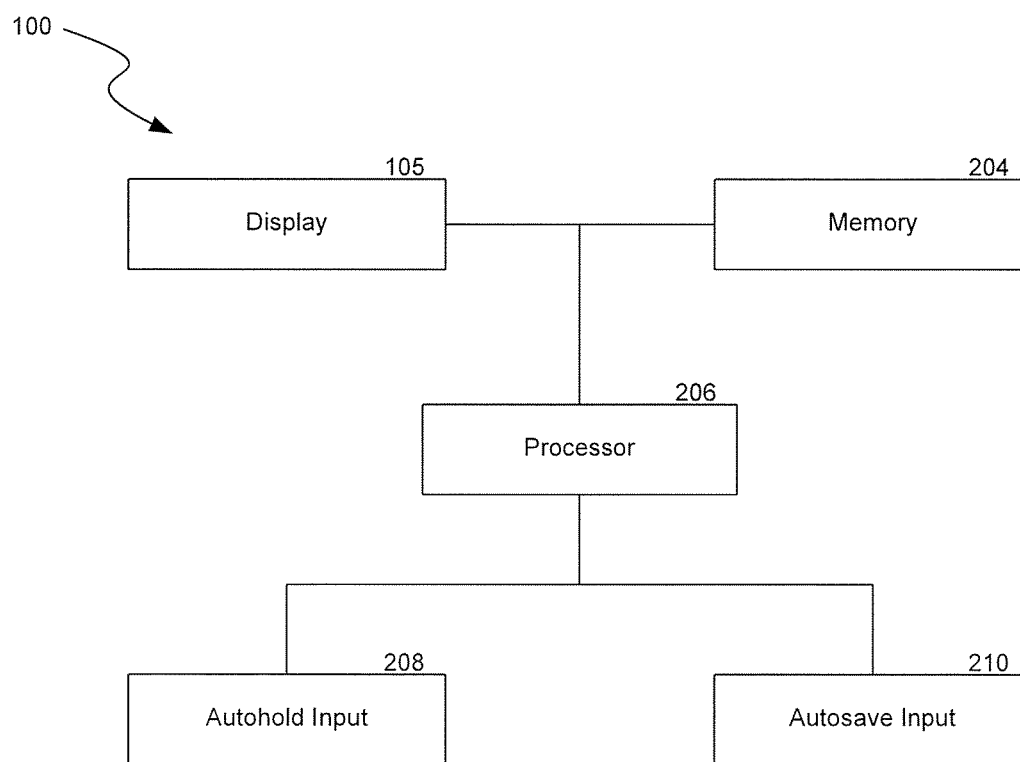 100
105
Display
204
Memory
206
Processor
208
Autohold Input
210
Autosave Input